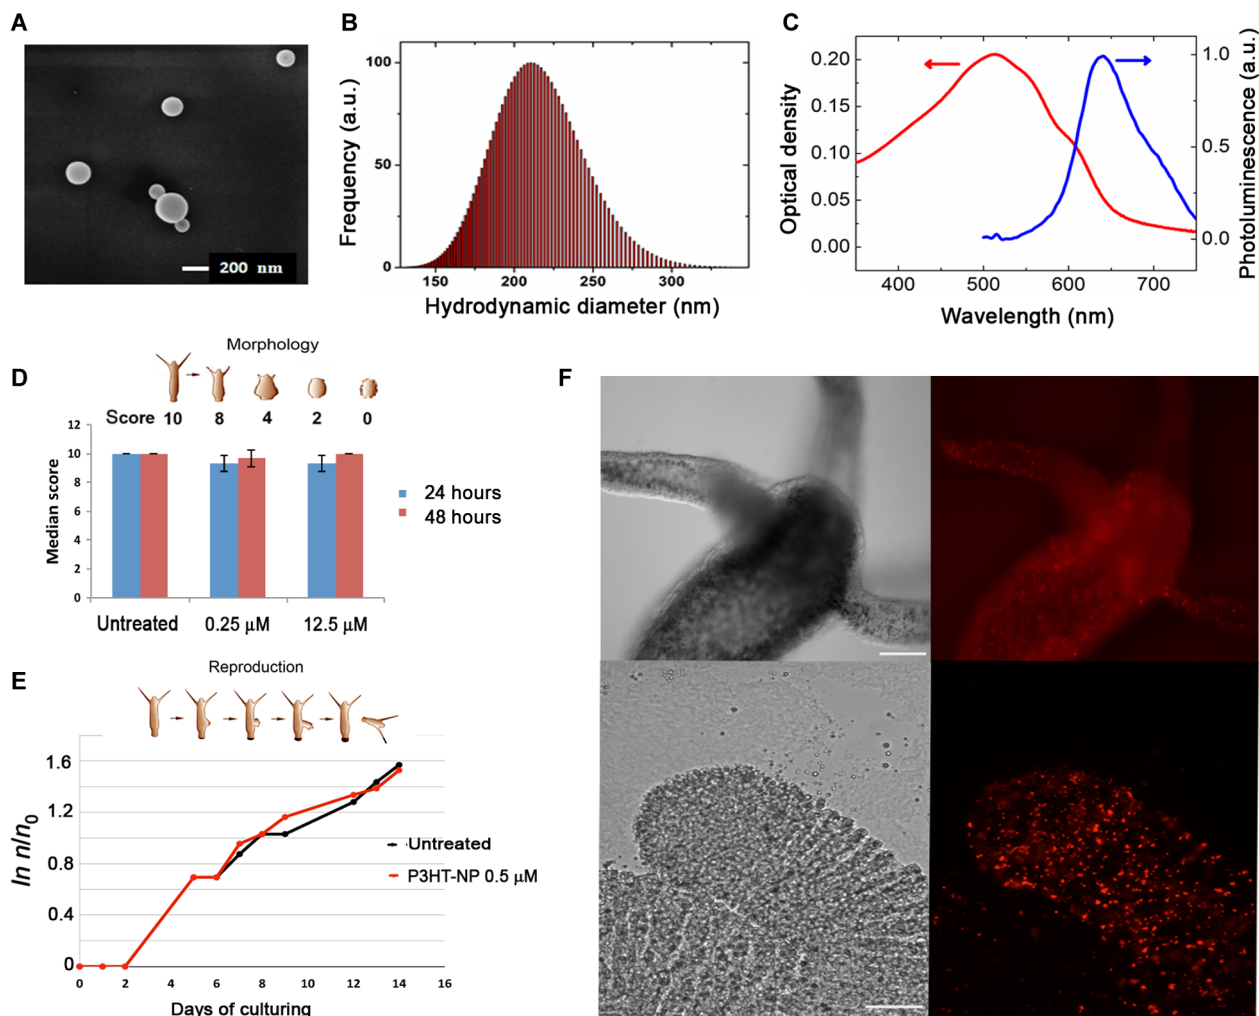 A
200 nm
B
Frequency (a.u.)
100
50
0
150
200
250
300
Hydrodynamic diameter (nm)
C
Optical density
0.20
0.15
0.10
0.05
0.00
400
500
600
700
Wavelength (nm)
1.0
0.5
0.0
Photoluminescence (a.u.)
D
Morphology
Score 10 8 4 2 0
Median score
12
10
8
6
4
2
0
Untreated
0.25 μM
12.5 μM
24 hours
48 hours
E
Reproduction
ln n/n0
1.6
1.2
0.8
0.4
0
0 2 4 6 8 10 12 14 16
Days of culturing
Untreated
P3HT-NP 0.5 μM
F